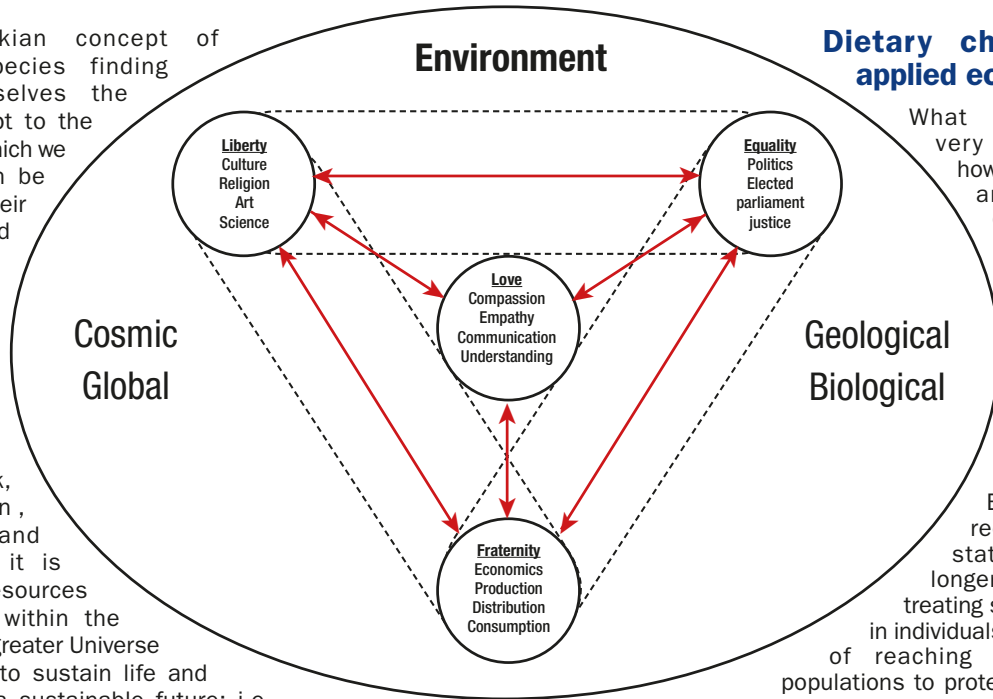 kian concept of
pecies finding
selves the
pt to the
hich we
n be
eir
d
k,
n ,
and
it is
esources
within the
greater Universe
to sustain life and
sustainable future: i.e.
Environment
Liberty
Culture
Religion
Art
Science
Equality
Politics
Elected
parliament
justice
Love
Compassion
Empathy
Communication
Understanding
Cosmic
Global
Geological
Biological
Fraternity
Economics
Production
Distribution
Consumption
Dietary ch
applied ec
What
very
how
ar
E
re
stat
longer
treating s
in individuals
of reaching
populations to prote